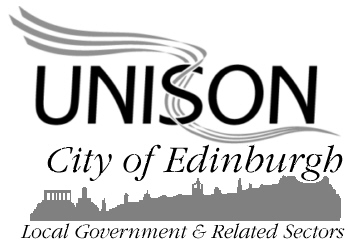 UNISON
City of Edinburgh
Local Government & Related Sectors